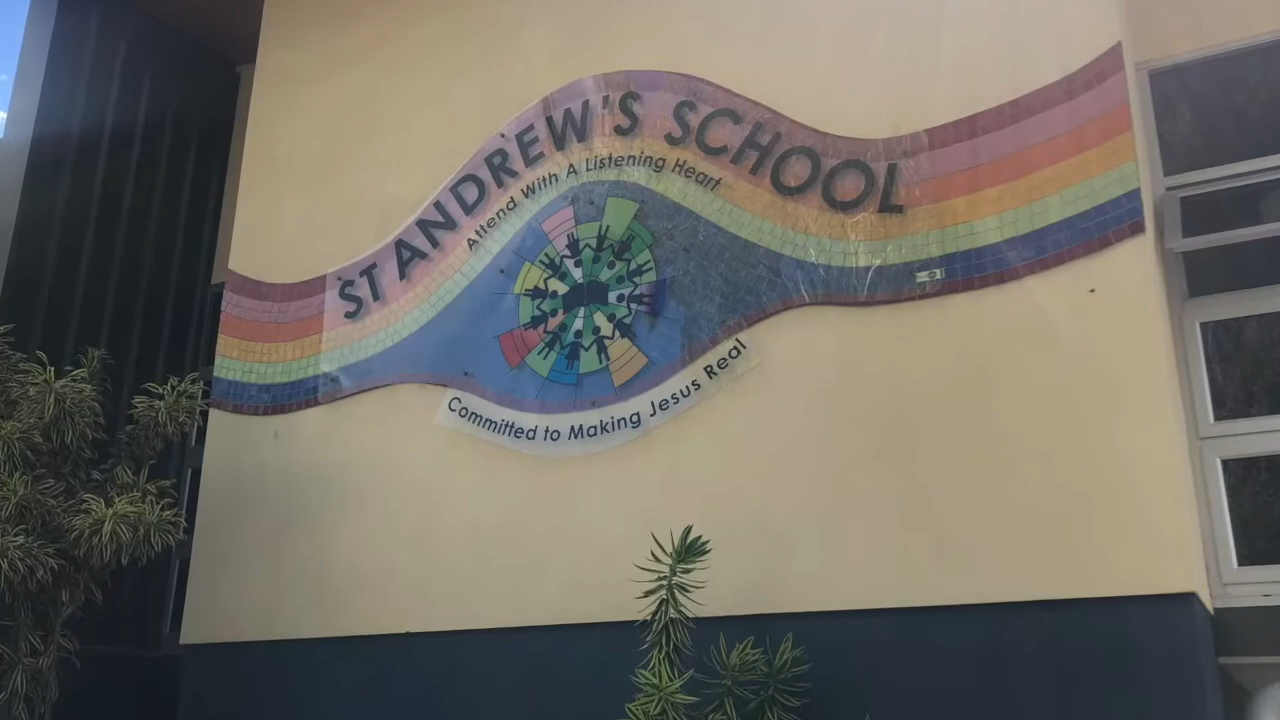 ST ANDREW'S SCHOOL
Attend With A Listening Heart
Committed to Making Jesus Real